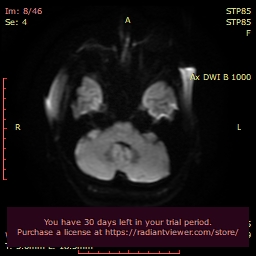 Im: 8/46
STP85
Se: 4
STP85
F
A
Ax DWI B 1000
R
L
You have 30 days left in your trial period.
Purchase a license at https://radiantviewer.com/store/